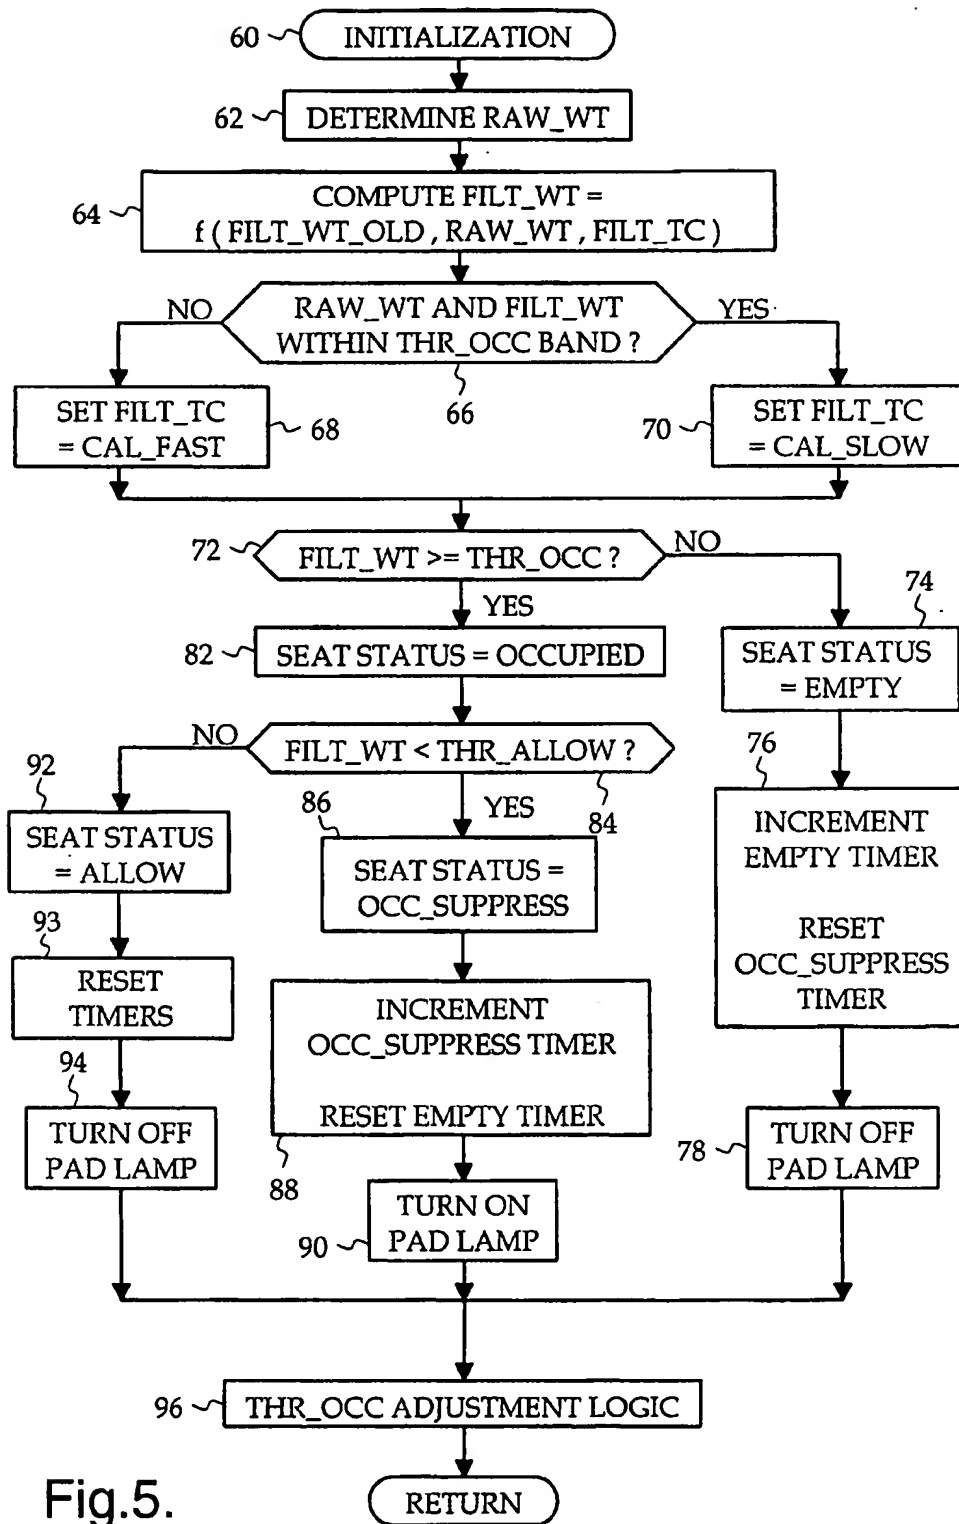 60
INITIALIZATION
62
DETERMINE RAW_WT
64
COMPUTE FILT_WT =
f ( FILT_WT_OLD , RAW_WT , FILT_TC )
NO
RAW_WT AND FILT_WT
WITHIN THR_OCC BAND ?
YES
66
SET FILT_TC
= CAL_FAST
68
70
SET FILT_TC
= CAL_SLOW
72
FILT_WT >= THR_OCC ?
NO
YES
74
82
SEAT STATUS = OCCUPIED
SEAT STATUS
= EMPTY
NO
FILT_WT < THR_ALLOW ?
84
YES
92
SEAT STATUS
= ALLOW
86
SEAT STATUS =
OCC_SUPPRESS
76
INCREMENT
EMPTY TIMER
RESET
OCC_SUPPRESS
TIMER
93
RESET
TIMERS
INCREMENT
OCC_SUPPRESS TIMER
RESET EMPTY TIMER
88
94
TURN OFF
PAD LAMP
78
TURN OFF
PAD LAMP
90
TURN ON
PAD LAMP
96
THR_OCC ADJUSTMENT LOGIC
RETURN
Fig.5.